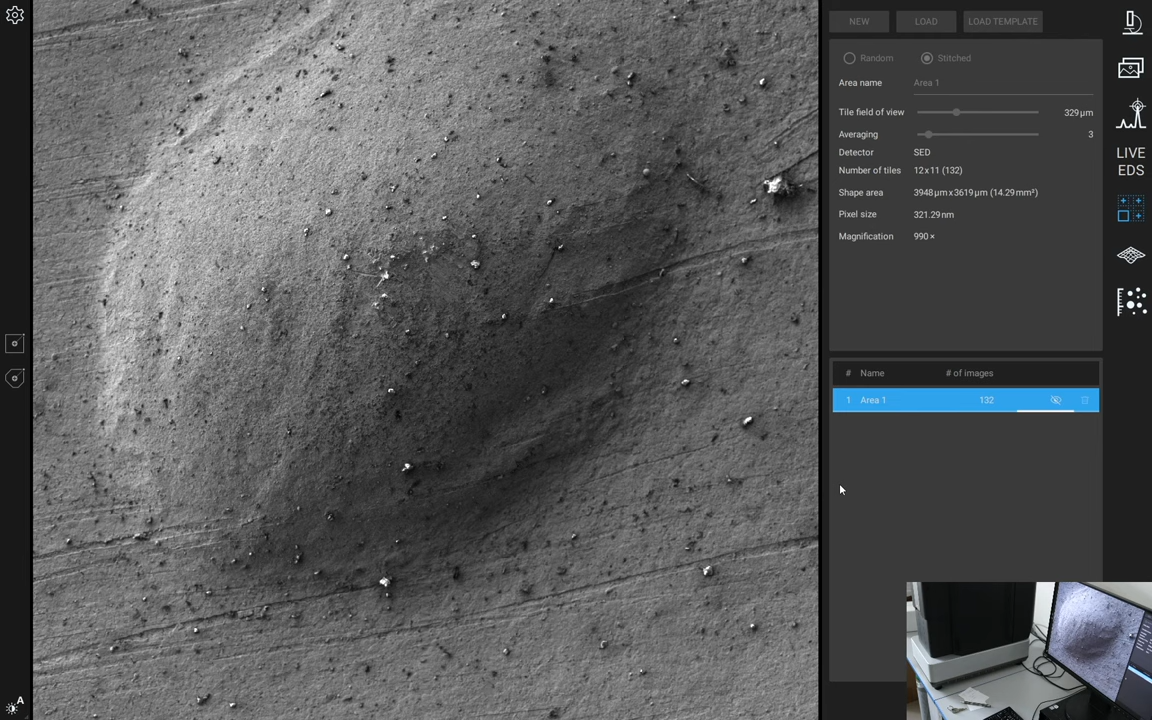 NEW LOAD LOAD TEMPLATE
Random Stitched
Area name Area 1
Tile field of view 329 µm
Averaging 3
Detector SED
Number of tiles 12 x 11 (132)
Shape area 3948 µm x 3619 µm (14.29 mm²)
Pixel size 321.29 nm
Magnification 990 ×
LIVE
EDS
# Name # of images
1 Area 1 132
A